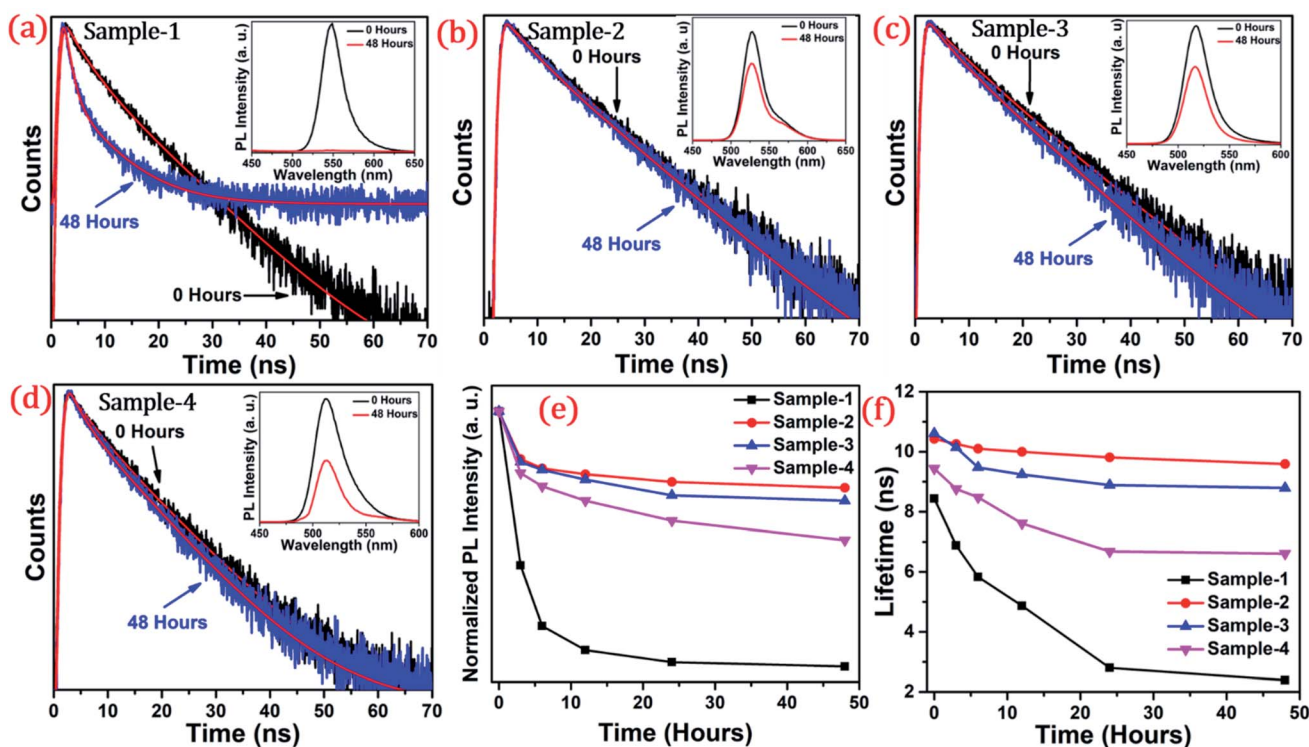 (a)
Sample-1
PL Intensity (a. u.)
0 Hours
48 Hours
450 500 550 600 650
Wavelength (nm)
Counts
48 Hours
0 Hours
0 10 20 30 40 50 60 70
Time (ns)
(b)
Sample-2
0 Hours
PL Intensity (a. u.)
0 Hours
48 Hours
450 500 550 600 650
Wavelength (nm)
Counts
48 Hours
0 10 20 30 40 50 60 70
Time (ns)
(c)
Sample-3
0 Hours
PL Intensity (a. u)
0 Hours
48 Hours
450 500 550 600
Wavelength (nm)
Counts
48 Hours
0 10 20 30 40 50 60 70
Time (ns)
(d)
Sample-4
0 Hours
PL Intensity (a. u.)
0 Hours
48 Hours
450 500 550 600
Wavelength (nm)
Counts
48 Hours
0 10 20 30 40 50 60 70
Time (ns)
(e)
Sample-1
Sample-2
Sample-3
Sample-4
Normalized PL Intensity (a. u.)
0 10 20 30 40 50
Time (Hours)
(f)
12
10
8
6
4
2
Lifetime (ns)
Sample-1
Sample-2
Sample-3
Sample-4
0 10 20 30 40 50
Time (Hours)